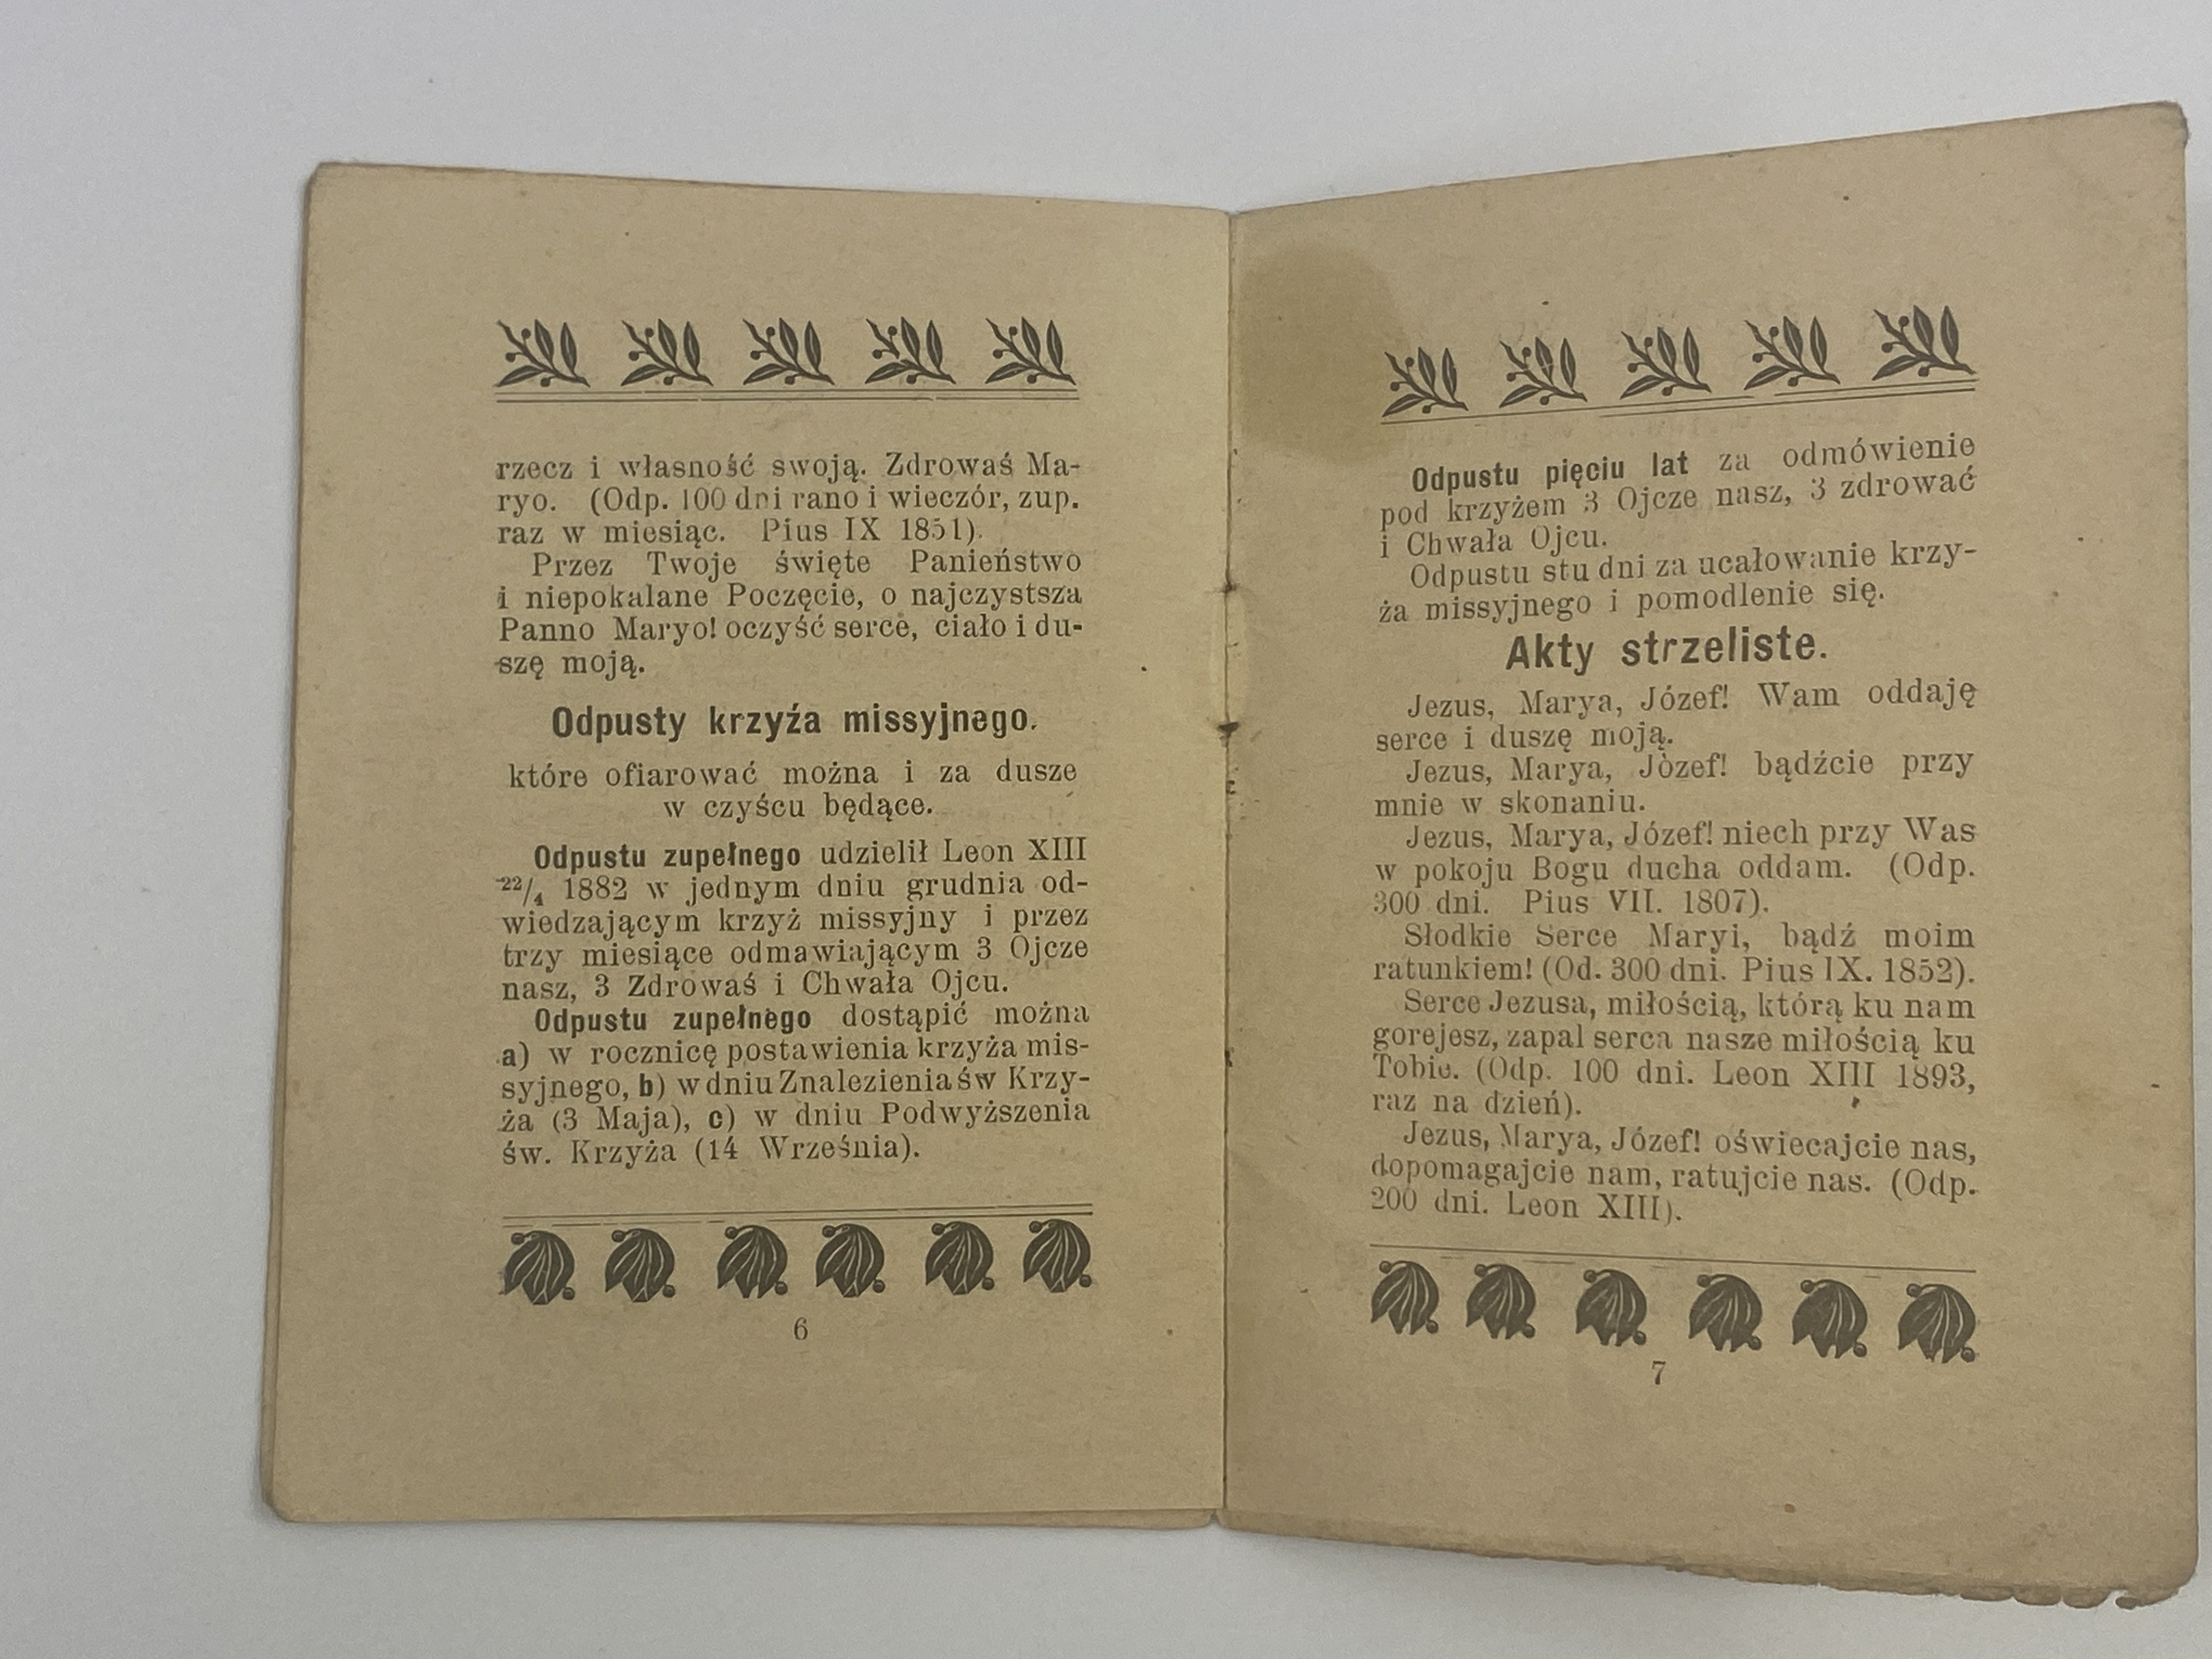 rzecz i własność swoją. Zdrowaś Ma-
ryo. (Odp. 100 dni rano i wieczór, zup.
raz w miesiąc. Pius IX 1851).
Przez Twoje święte Panieństwo
i niepokalane Poczęcie, o najczystsza
Panno Maryo! oczyść serce, ciało i du-
szę moją.
Odpusty krzyża missyjnego.
które ofiarować można i za dusze
w czyścu będące.
Odpustu zupełnego udzielił Leon XIII
22/4 1882 w jednym dniu grudnia od-
wiedzającym krzyż missyjny i przez
trzy miesiące odmawiającym 3 Ojcze
nasz, 3 Zdrowaś i Chwała Ojcu.
Odpustu zupełnego dostąpić można
a) w rocznicę postawienia krzyża mis-
syjnego, b) w dniu Znalezienia św Krzy-
ża (3 Maja), c) w dniu Podwyższenia
św. Krzyża (14 Września).
6
Odpustu pięciu lat za odmówienie
pod krzyżem 3 Ojcze nasz, 3 zdrować
i Chwała Ojcu.
Odpustu stu dni za ucałowanie krzy-
ża missyjnego i pomodlenie się.
Akty strzeliste.
Jezus, Marya, Józef! Wam oddaję
serce i duszę moją.
Jezus, Marya, Jòzef! bądźcie przy
mnie w skonaniu.
Jezus, Marya, Józef! niech przy Was
w pokoju Bogu ducha oddam. (Odp.
300 dni. Pius VII. 1807).
Słodkie Serce Maryi, bądź moim
ratunkiem! (Od. 300 dni. Pius IX. 1852).
Serce Jezusa, miłością, którą ku nam
gorejesz, zapal serca nasze miłością ku
Tobie. (Odp. 100 dni. Leon XIII 1893,
raz na dzień).
Jezus, Marya, Józef! oświecajcie nas,
dopomagajcie nam, ratujcie nas. (Odp.
200 dni. Leon XIII).
7